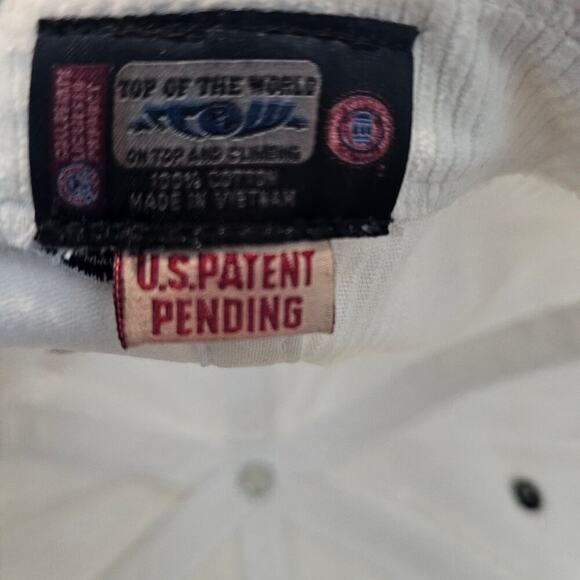 TOP OF THE WORLD
TOW
ON TOP AND CLIMBING
100% COTTON
MADE IN VIETNAM
U.S.PATENT
PENDING